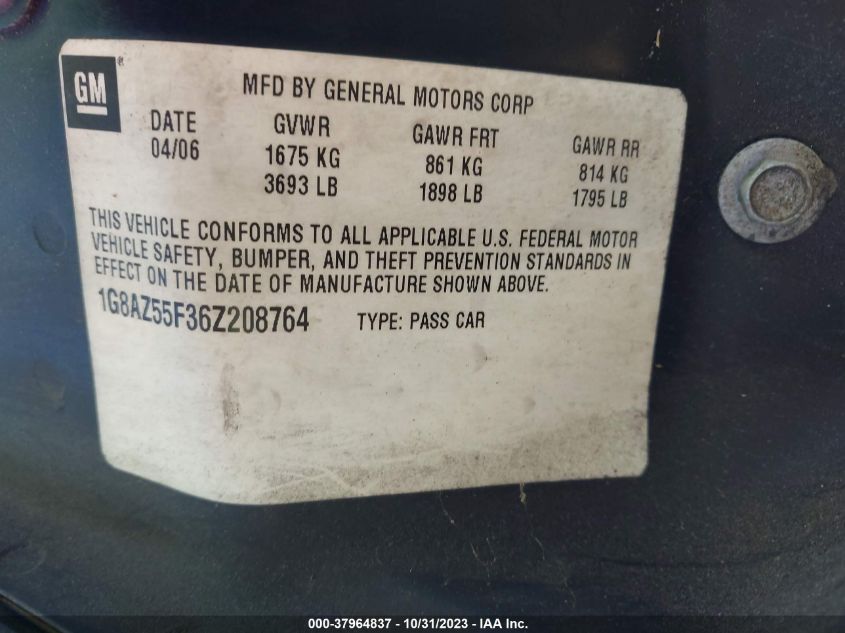 GM
MFD BY GENERAL MOTORS CORP
DATE GVWR GAWR FRT GAWR RR
04/06 1675 KG 861 KG 814 KG
3693 LB 1898 LB 1795 LB
THIS VEHICLE CONFORMS TO ALL APPLICABLE U.S. FEDERAL MOTOR
VEHICLE SAFETY, BUMPER, AND THEFT PREVENTION STANDARDS IN
EFFECT ON THE DATE OF MANUFACTURE SHOWN ABOVE.
1G8AZ55F36Z208764 TYPE: PASS CAR
000-37964837 - 10/31/2023 - IAA Inc.